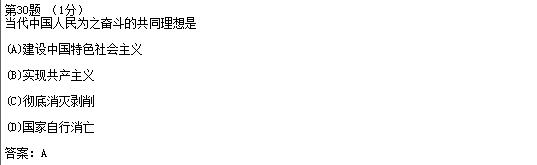 第30题 （1分）
当代中国人民为之奋斗的共同理想是
(A)建设中国特色社会主义
(B)实现共产主义
(C)彻底消灭剥削
(D)国家自行消亡
答案: A